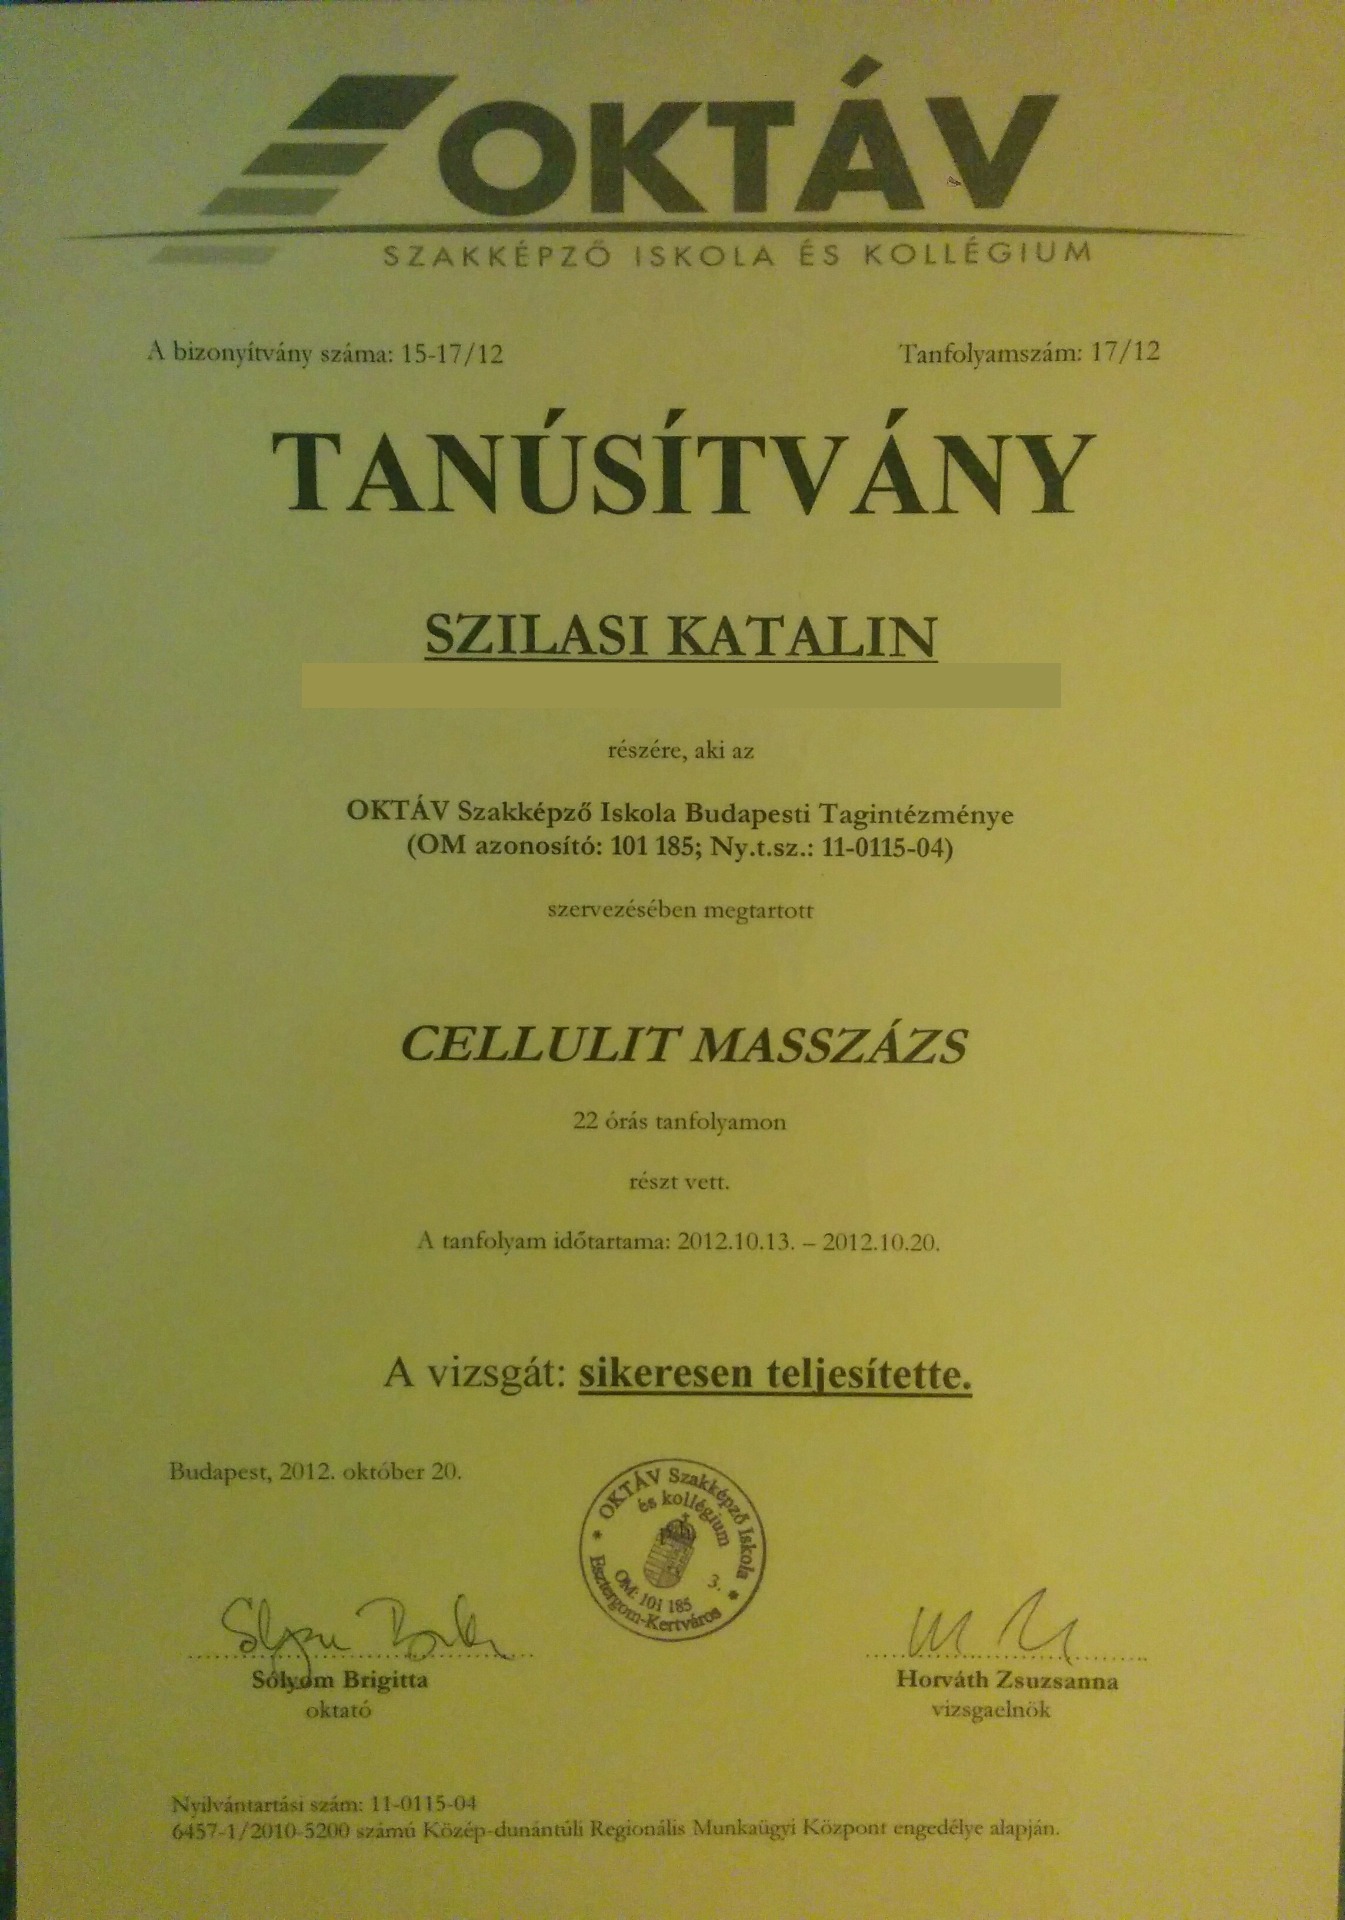 OKTÁV
SZAKKÉPZŐ ISKOLA ÉS KOLLÉGIUM
A bizonyítvány száma: 15-17/12
Tanfolyamszám: 17/12
TANÚSÍTVÁNY
SZILASI KATALIN
részére, aki az
OKTÁV Szakképző Iskola Budapesti Tagintézménye
(OM azonosító: 101 185; Ny.t.sz.: 11-0115-04)
szervezésében megtartott
CELLULIT MASSZÁZS
22 órás tanfolyamon
részt vett.
A tanfolyam időtartama: 2012.10.13. – 2012.10.20.
A vizsgát: sikeresen teljesítette.
Budapest, 2012. október 20.
OKTÁV Szakképző Iskola
és kollégium
3.
OM: 101 185
Esztergom-Kertváros
Sólyom Brigitta
oktató
Horváth Zsuzsanna
vizsgaelnök
Nyilvántartási szám: 11-0115-04
6457-1/2010-5200 számú Közép-dunántúli Regionális Munkaügyi Központ engedélye alapján.